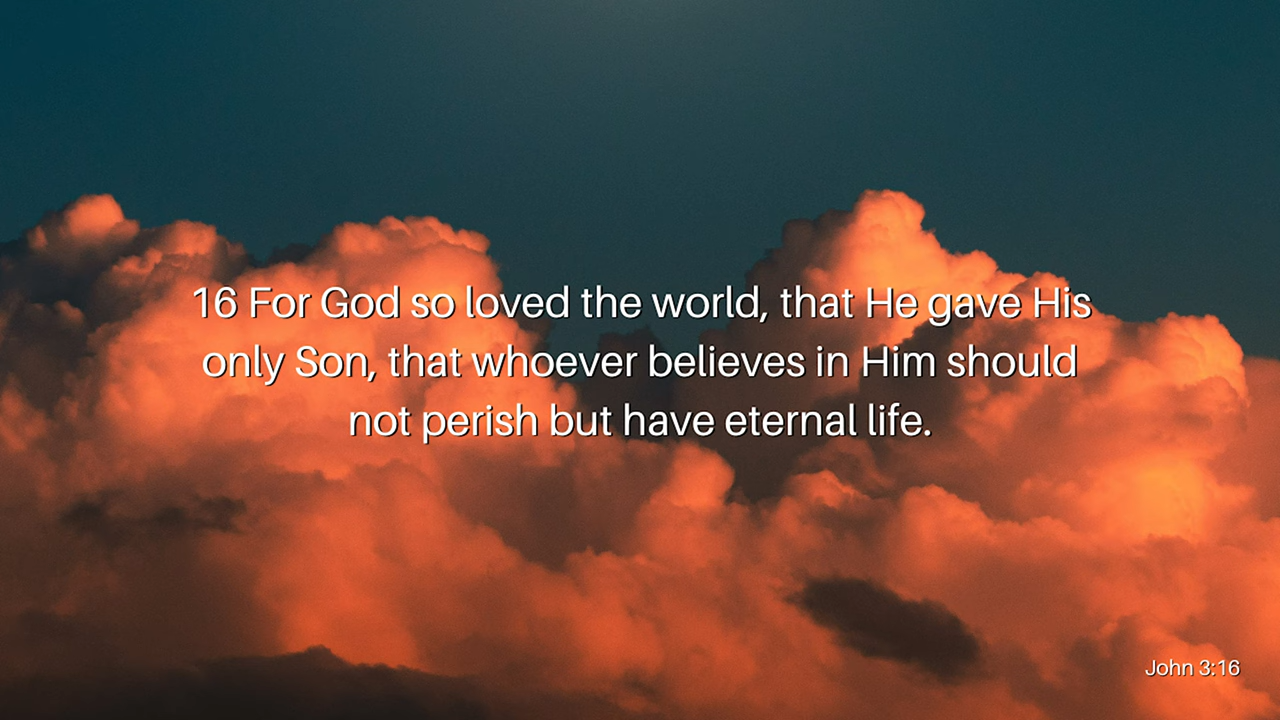 16 For God so loved the world, that He gave His
only Son, that whoever believes in Him should
not perish but have eternal life.
John 3:16